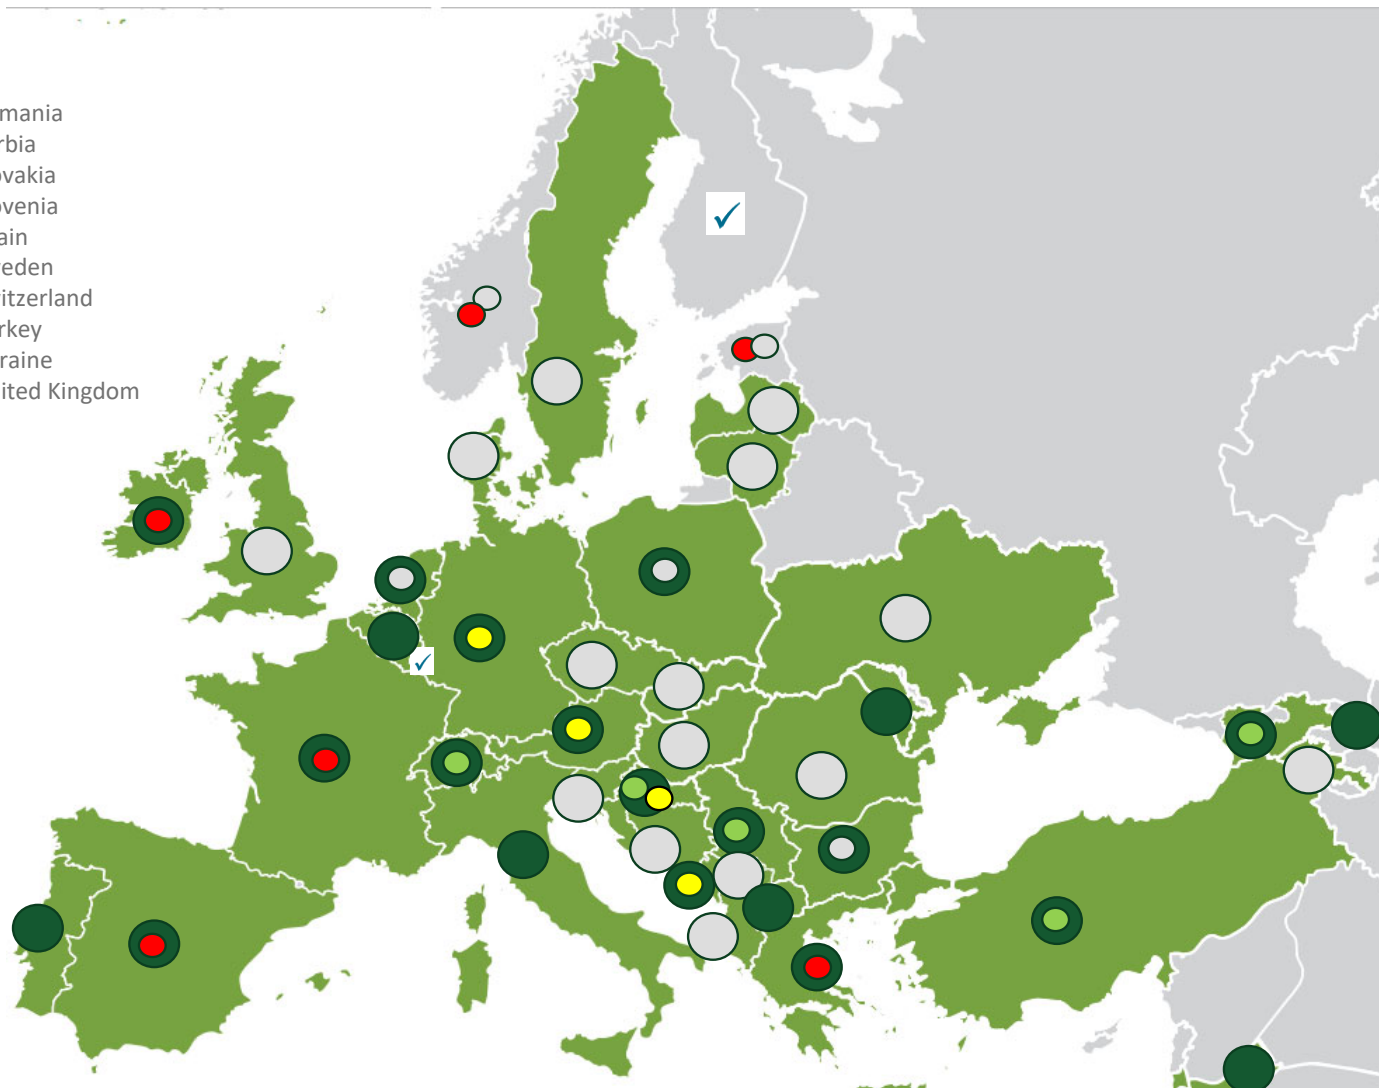 mania
rbia
ovakia
ovenia
ain
eden
itzerland
rkey
raine
ited Kingdom